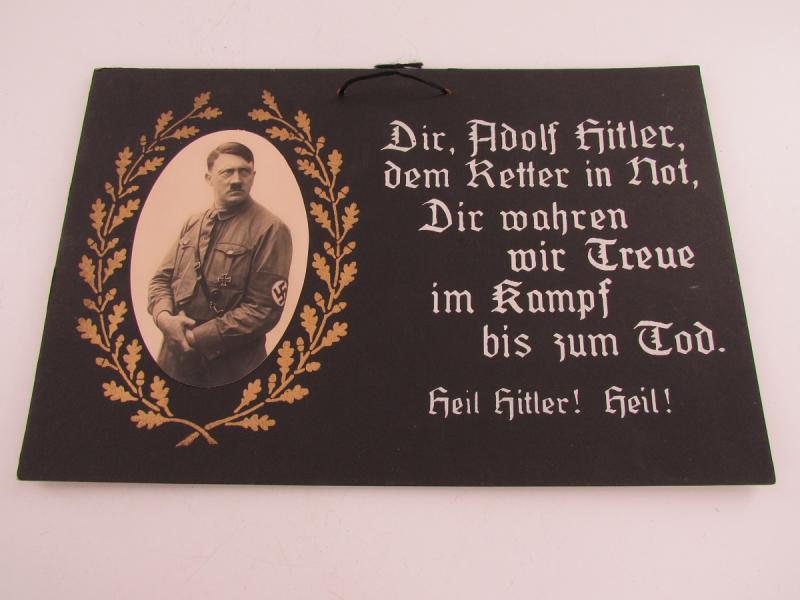 Dir, Adolf Hitler,
dem Retter in Not,
Dir wahren
wir Treue
im Kampf
bis zum Tod.
Heil Hitler! Heil!